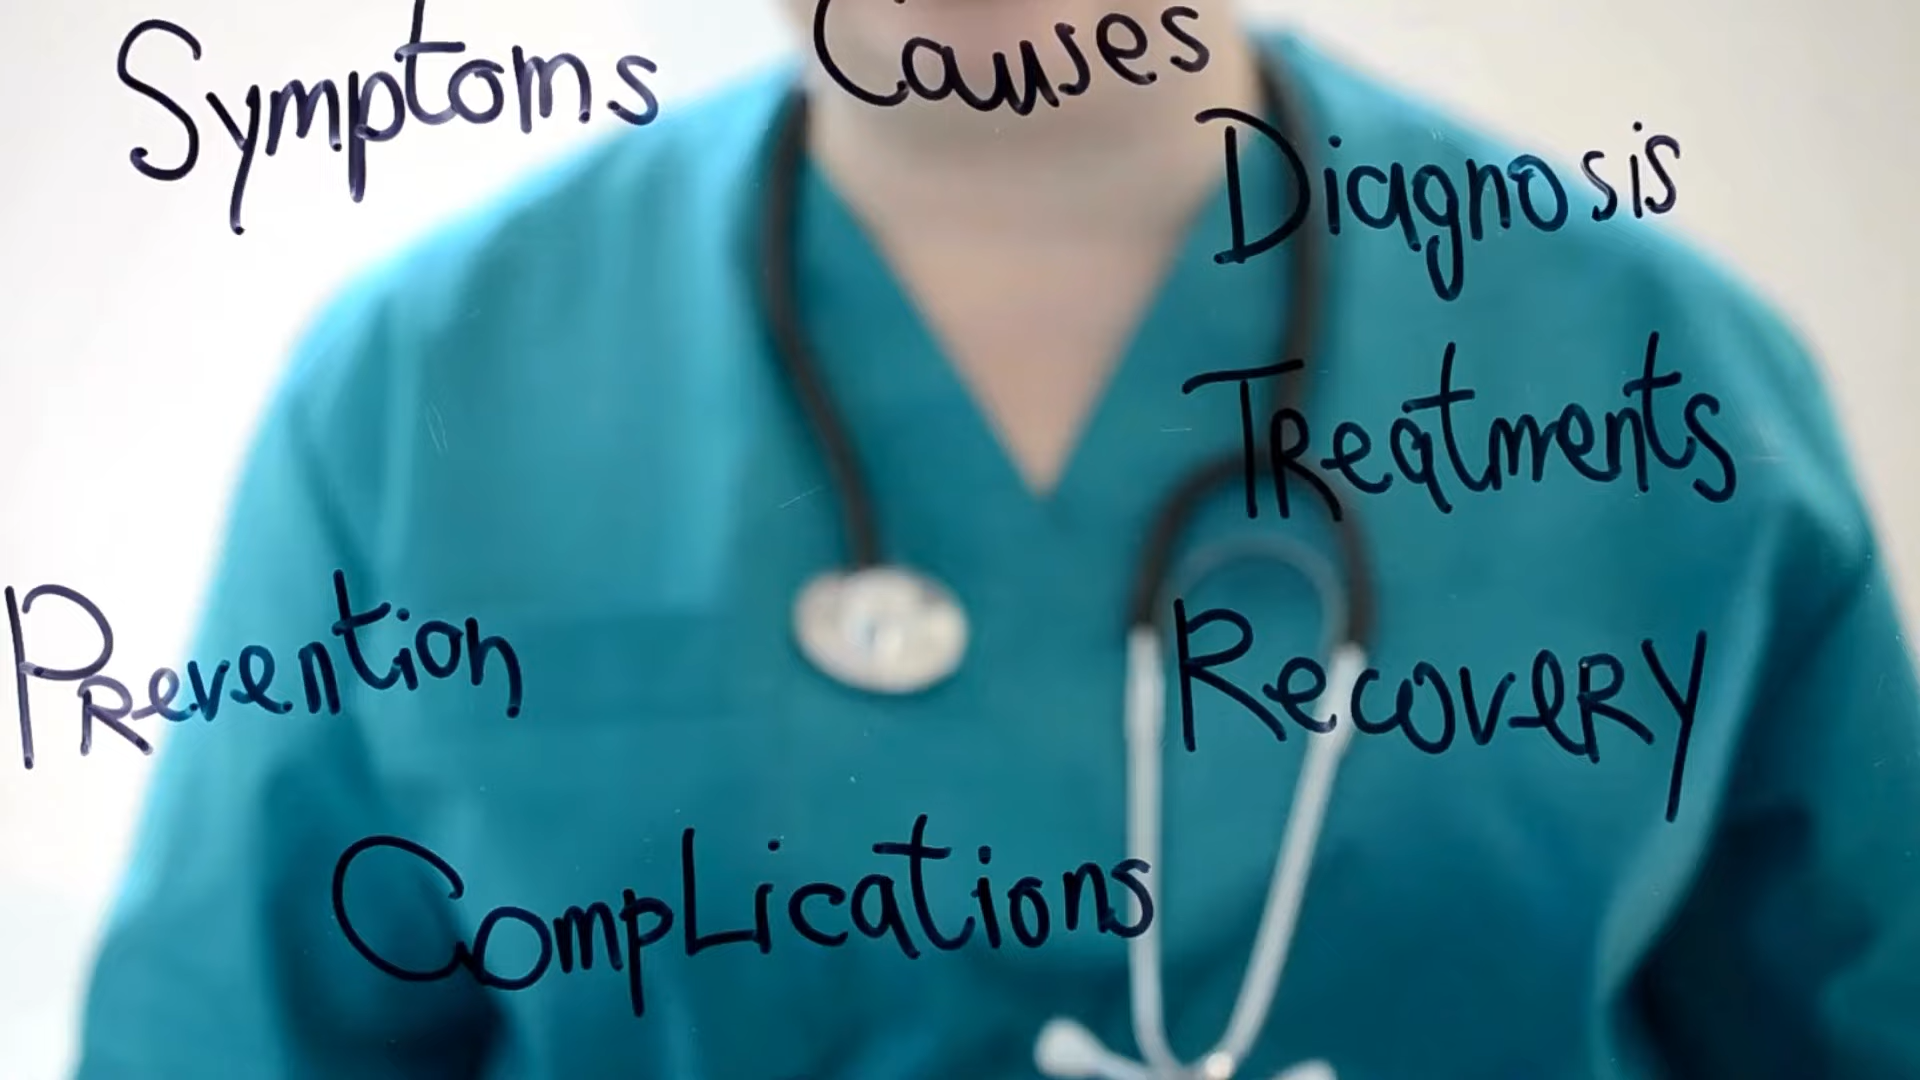 Symptoms
Causes
Diagnosis
Treatments
Prevention
Recovery
Complications